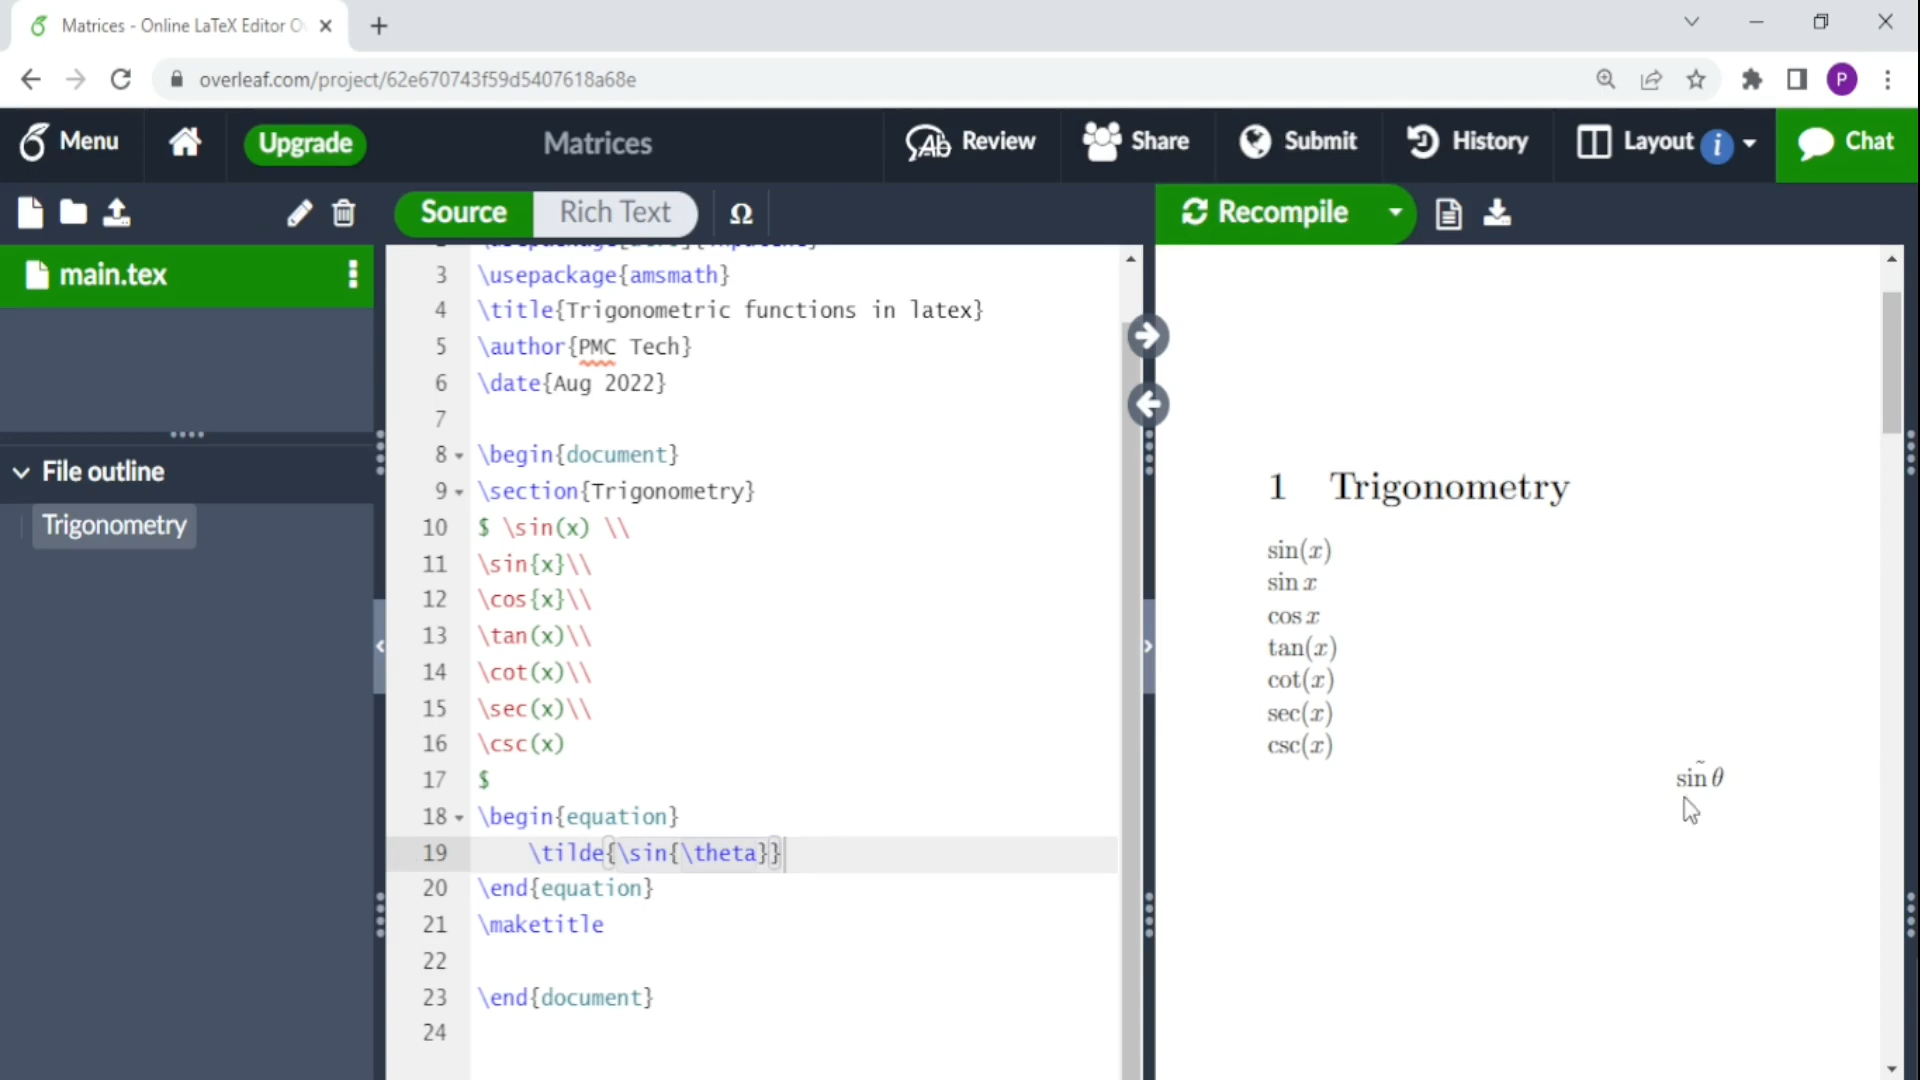 Matrices - Online LaTeX Editor O
overleaf.com/project/62e670743f59d5407618a68e
P
Menu
Upgrade
Matrices
Review
Share
Submit
History
Layout
Chat
Source
Rich Text
Ω
Recompile
main.tex
File outline
Trigonometry
3 \usepackage{amsmath}
4 \title{Trigonometric functions in latex}
5 \author{PMC Tech}
6 \date{Aug 2022}
7
8 \begin{document}
9 \section{Trigonometry}
10 $ \sin(x) \\
11 \sin{x}\\
12 \cos{x}\\
13 \tan(x)\\
14 \cot(x)\\
15 \sec(x)\\
16 \csc(x)
17 $
18 \begin{equation}
19 \tilde{\sin{\theta}}
20 \end{equation}
21 \maketitle
22
23 \end{document}
24
1 Trigonometry
sin(x)
sin x
cos x
tan(x)
cot(x)
sec(x)
csc(x)
siñ θ